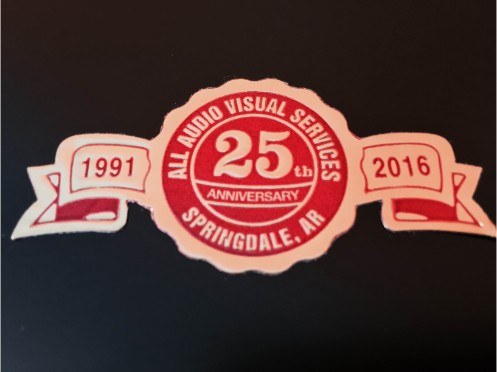 ALL AUDIO VISUAL SERVICES
1991
25th
2016
ANNIVERSARY
SPRINGDALE, AR